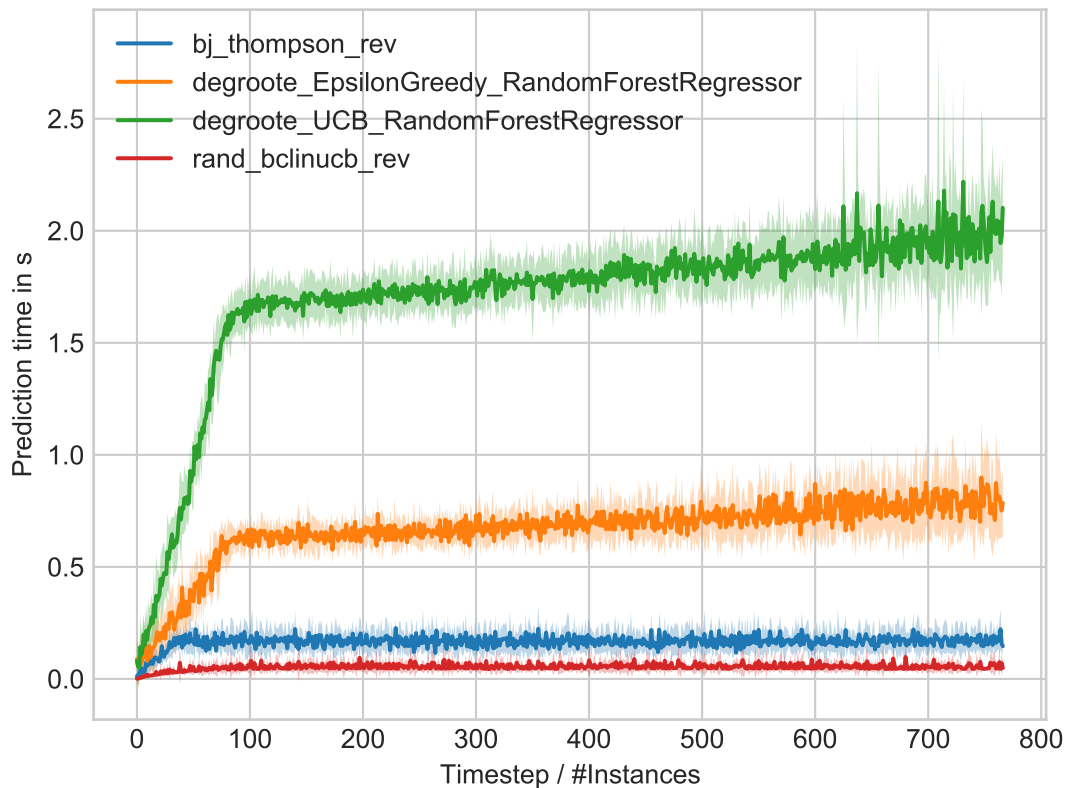 bj_thompson_rev
degroote_EpsilonGreedy_RandomForestRegressor
degroote_UCB_RandomForestRegressor
rand_bclinucb_rev
Prediction time in s
2.5
2.0
1.5
1.0
0.5
0.0
0 100 200 300 400 500 600 700 800
Timestep / #Instances